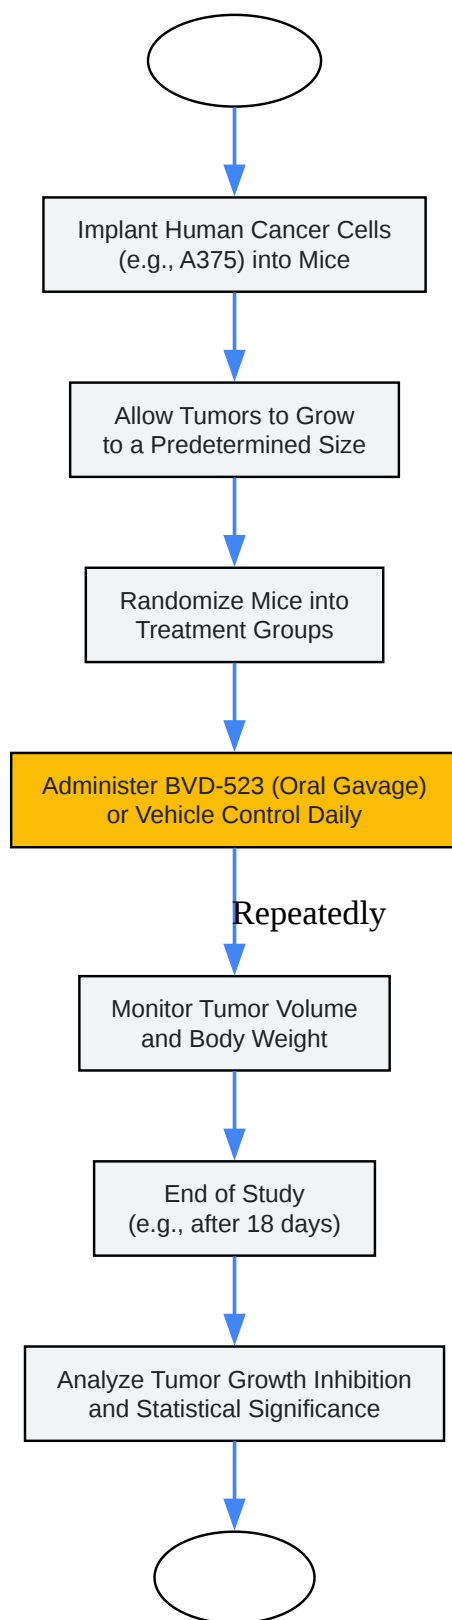 Implant Human Cancer Cells
(e.g., A375) into Mice
Allow Tumors to Grow
to a Predetermined Size
Randomize Mice into
Treatment Groups
Administer BVD-523 (Oral Gavage)
or Vehicle Control Daily
Repeatedly
Monitor Tumor Volume
and Body Weight
End of Study
(e.g., after 18 days)
Analyze Tumor Growth Inhibition
and Statistical Significance